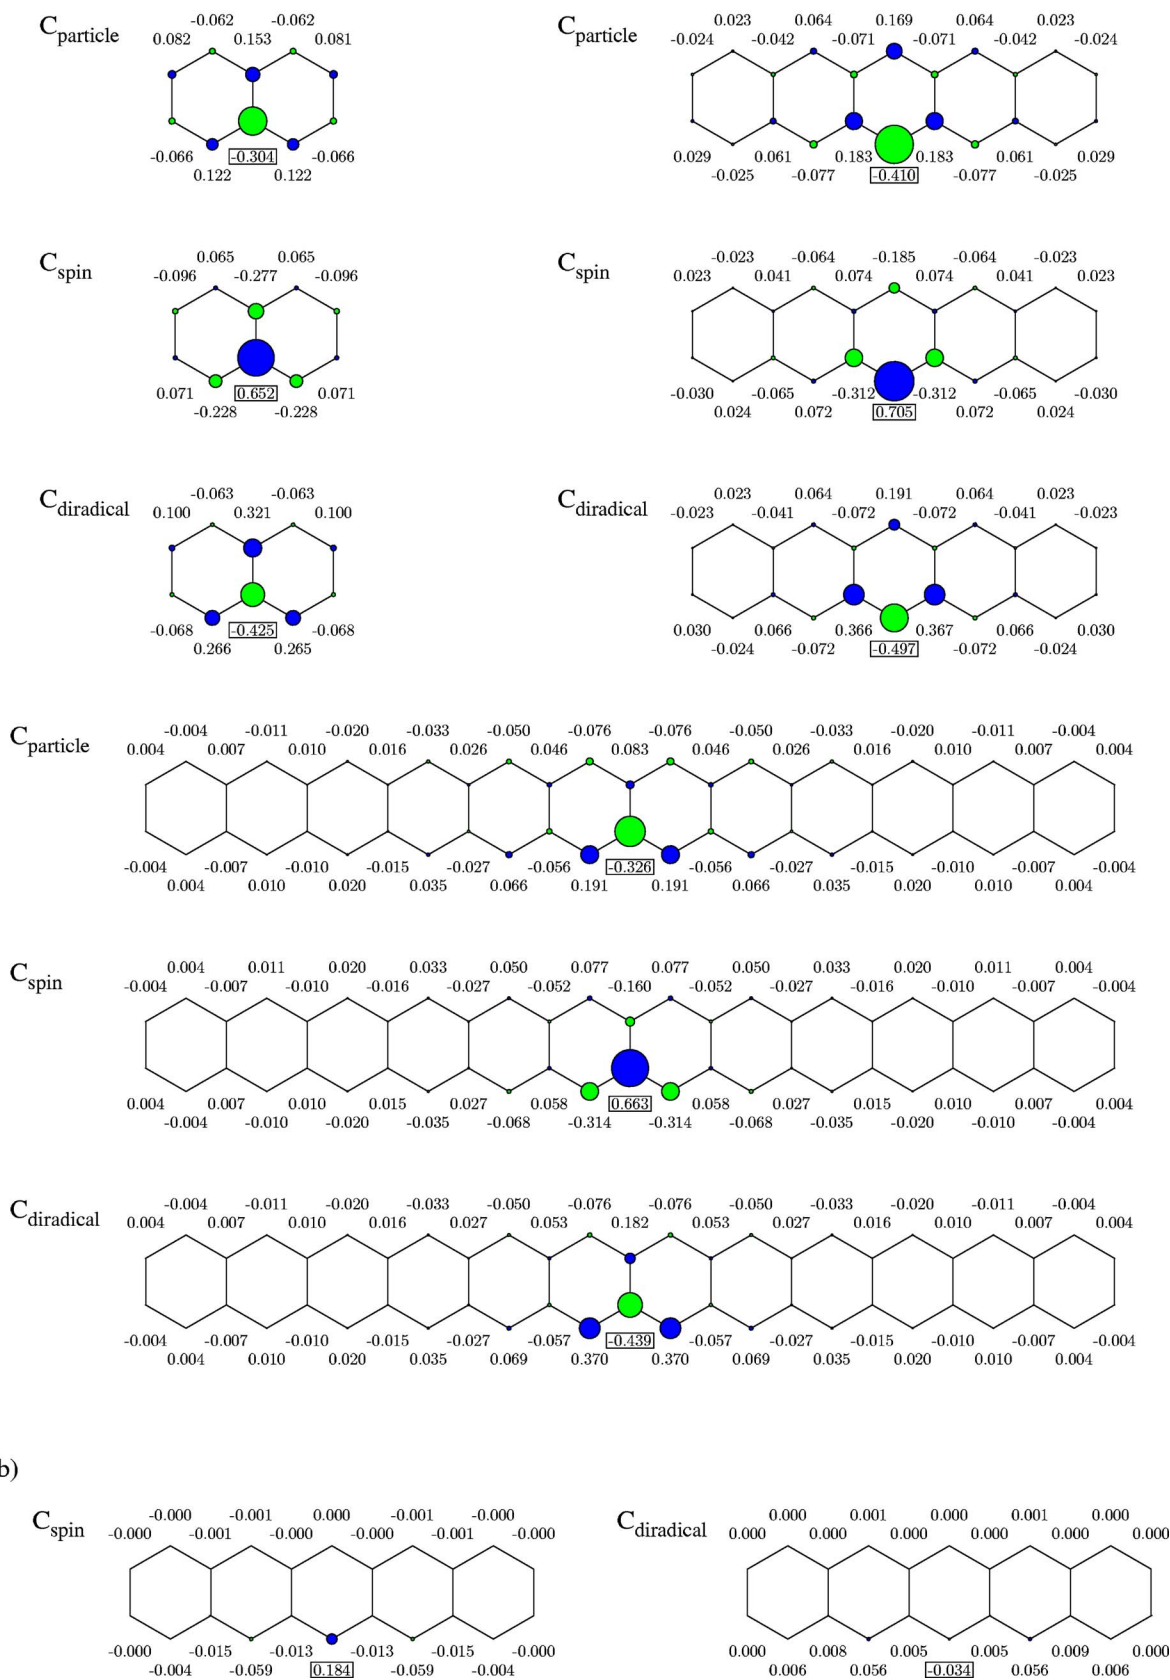 -0.062 -0.062
C_particle 0.082 0.153 0.081
-0.066 -0.304 -0.066
0.122 0.122
0.023 0.064 0.169 0.064 0.023
C_particle -0.024 -0.042 -0.071 -0.071 -0.042 -0.024
0.029 0.061 0.183 0.183 0.061 0.029
-0.025 -0.077 -0.410 -0.077 -0.025
0.065 0.065
C_spin -0.096 -0.277 -0.096
0.071 0.652 0.071
-0.228 -0.228
-0.023 -0.064 -0.185 -0.064 -0.023
C_spin 0.023 0.041 0.074 0.074 0.041 0.023
-0.030 -0.065 -0.312 -0.312 -0.065 -0.030
0.024 0.072 0.705 0.072 0.024
-0.063 -0.063
C_diradical 0.100 0.321 0.100
-0.068 -0.425 -0.068
0.266 0.265
0.023 0.064 0.191 0.064 0.023
C_diradical -0.023 -0.041 -0.072 -0.072 -0.041 -0.023
0.030 0.066 0.366 0.367 0.066 0.030
-0.024 -0.072 -0.497 -0.072 -0.024
-0.004 -0.011 -0.020 -0.033 -0.050 -0.076 -0.076 -0.050 -0.033 -0.020 -0.011 -0.004
C_particle 0.004 0.007 0.010 0.016 0.026 0.046 0.083 0.046 0.026 0.016 0.010 0.007 0.004
-0.004 -0.007 -0.010 -0.015 -0.027 -0.056 -0.326 -0.056 -0.027 -0.015 -0.010 -0.007 -0.004
0.004 0.010 0.020 0.035 0.066 0.191 0.191 0.066 0.035 0.020 0.010 0.004
0.004 0.011 0.020 0.033 0.050 0.077 0.077 0.050 0.033 0.020 0.011 0.004
C_spin -0.004 -0.007 -0.010 -0.016 -0.027 -0.052 -0.160 -0.052 -0.027 -0.016 -0.010 -0.007 -0.004
0.004 0.007 0.010 0.015 0.027 0.058 0.663 0.058 0.027 0.015 0.010 0.007 0.004
-0.004 -0.010 -0.020 -0.035 -0.068 -0.314 -0.314 -0.068 -0.035 -0.020 -0.010 -0.004
-0.004 -0.011 -0.020 -0.033 -0.050 -0.076 -0.076 -0.050 -0.033 -0.020 -0.011 -0.004
C_diradical 0.004 0.007 0.010 0.016 0.027 0.053 0.182 0.053 0.027 0.016 0.010 0.007 0.004
-0.004 -0.007 -0.010 -0.015 -0.027 -0.057 -0.439 -0.057 -0.027 -0.015 -0.010 -0.007 -0.004
0.004 0.010 0.020 0.035 0.069 0.370 0.370 0.069 0.035 0.020 0.010 0.004
b)
-0.000 -0.001 0.000 -0.001 -0.000
C_spin -0.000 -0.001 -0.000 -0.000 -0.001 -0.000
-0.000 -0.015 -0.013 -0.013 -0.015 -0.000
-0.004 -0.059 0.184 -0.059 -0.004
0.000 0.001 0.000 0.001 0.000
C_diradical 0.000 0.000 0.000 0.000 0.000 0.000
0.000 0.008 0.005 0.005 0.009 0.000
0.006 0.056 -0.034 0.056 0.006